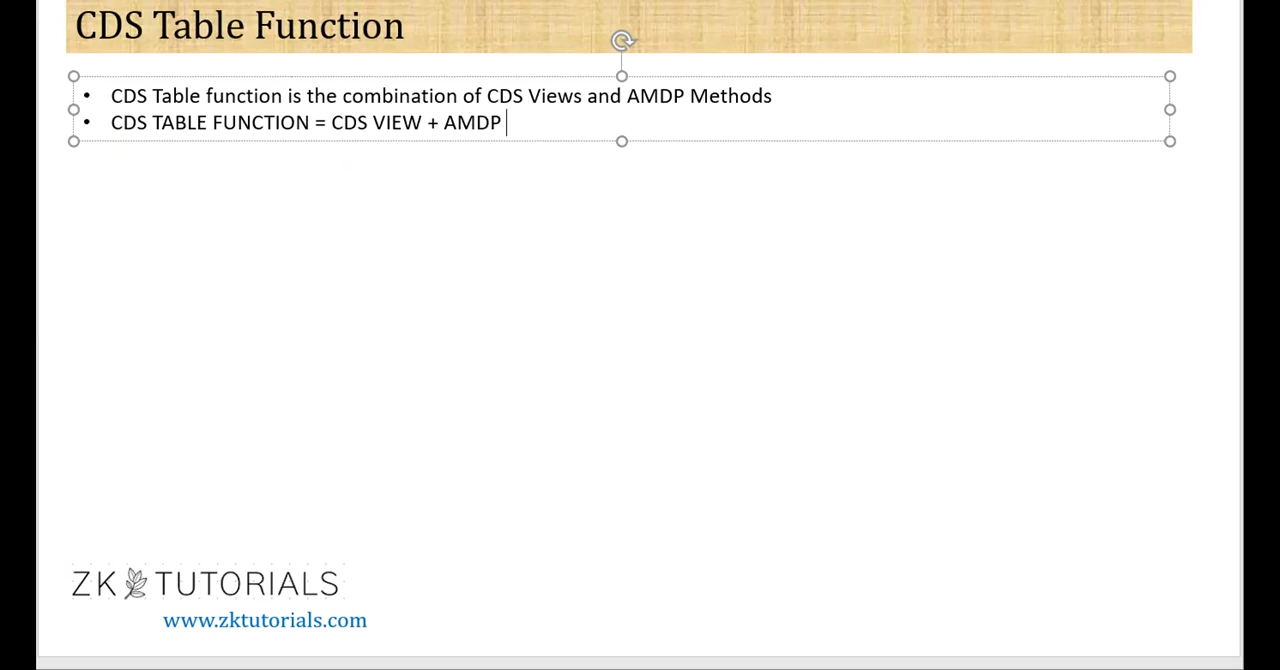 CDS Table Function
• CDS Table function is the combination of CDS Views and AMDP Methods
• CDS TABLE FUNCTION = CDS VIEW + AMDP
ZK TUTORIALS
www.zktutorials.com